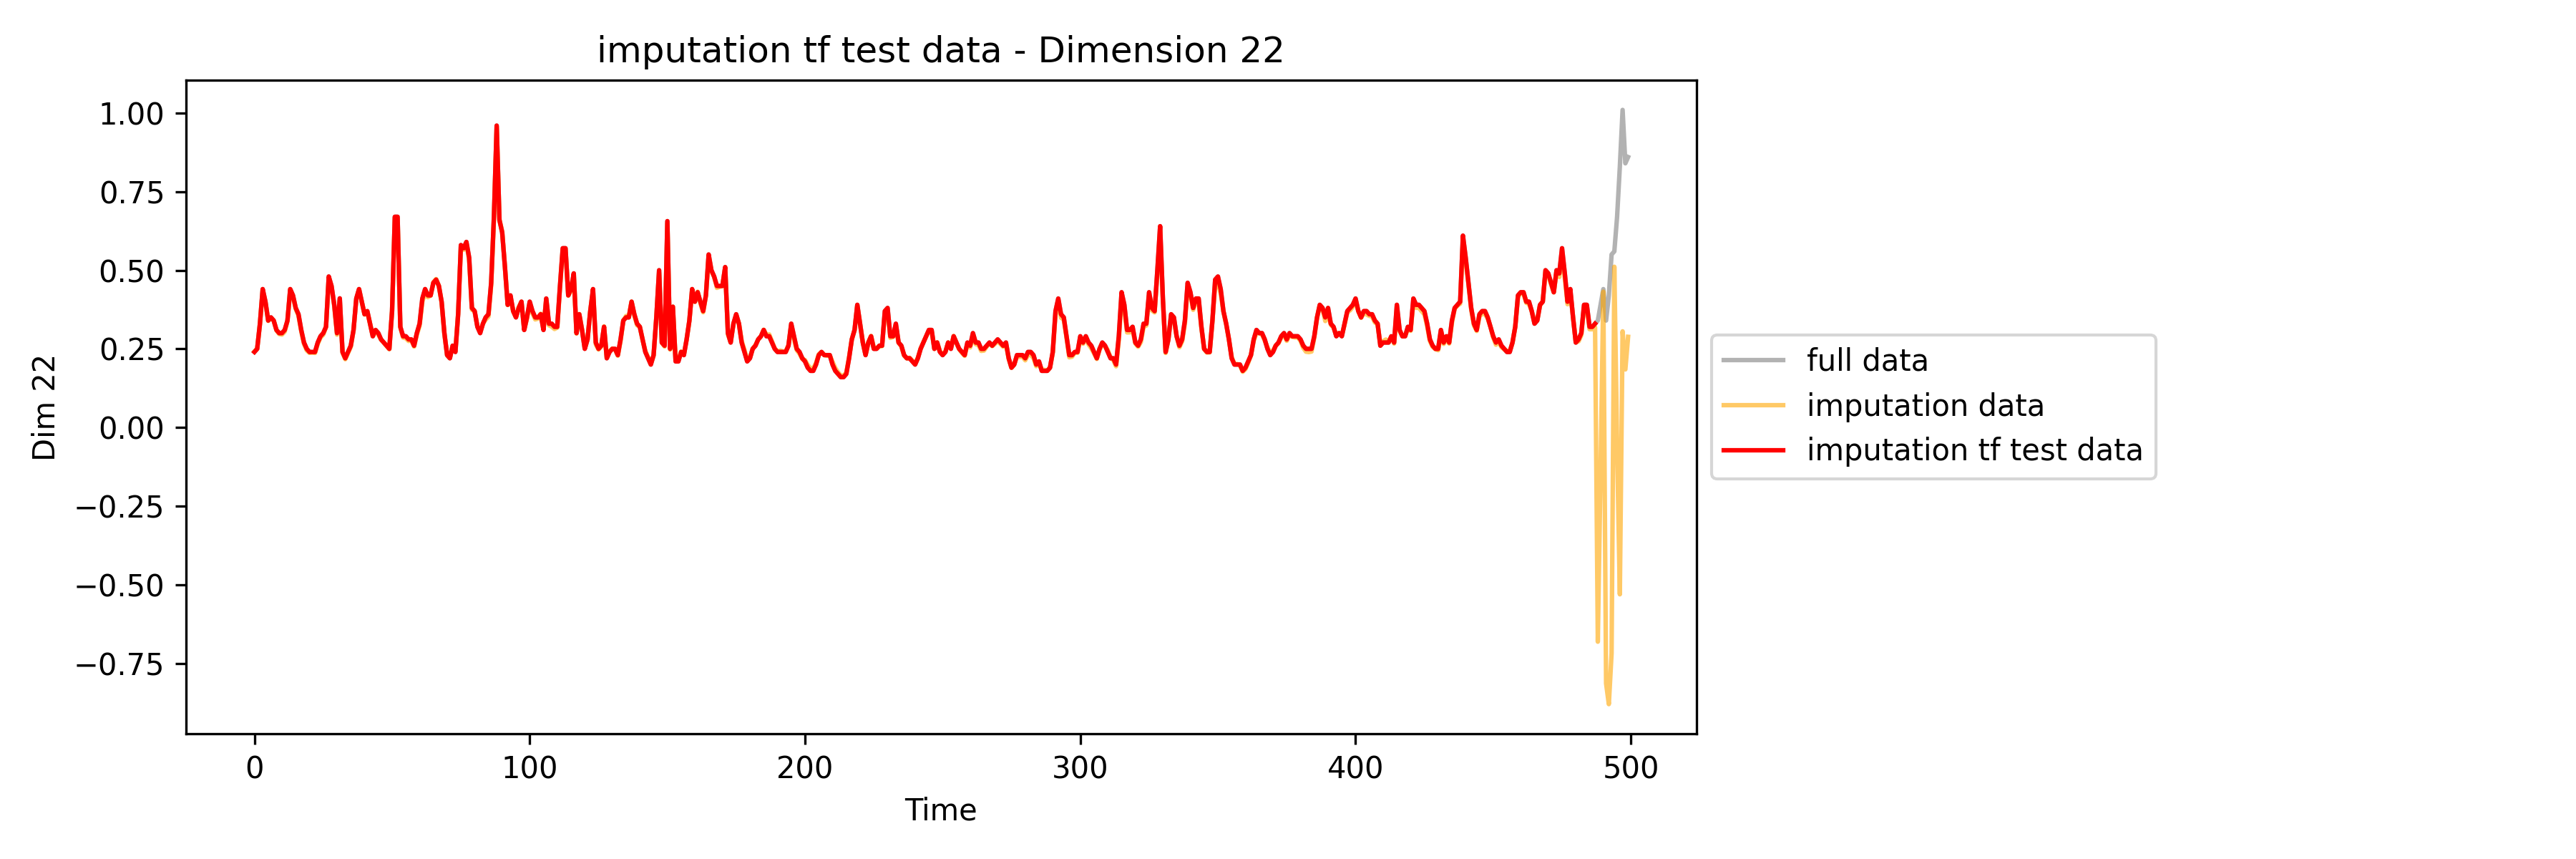 imputation tf test data - Dimension 22
1.00
0.75
0.50
0.25
0.00
−0.25
−0.50
−0.75
Dim 22
0 100 200 300 400 500
Time
full data
imputation data
imputation tf test data